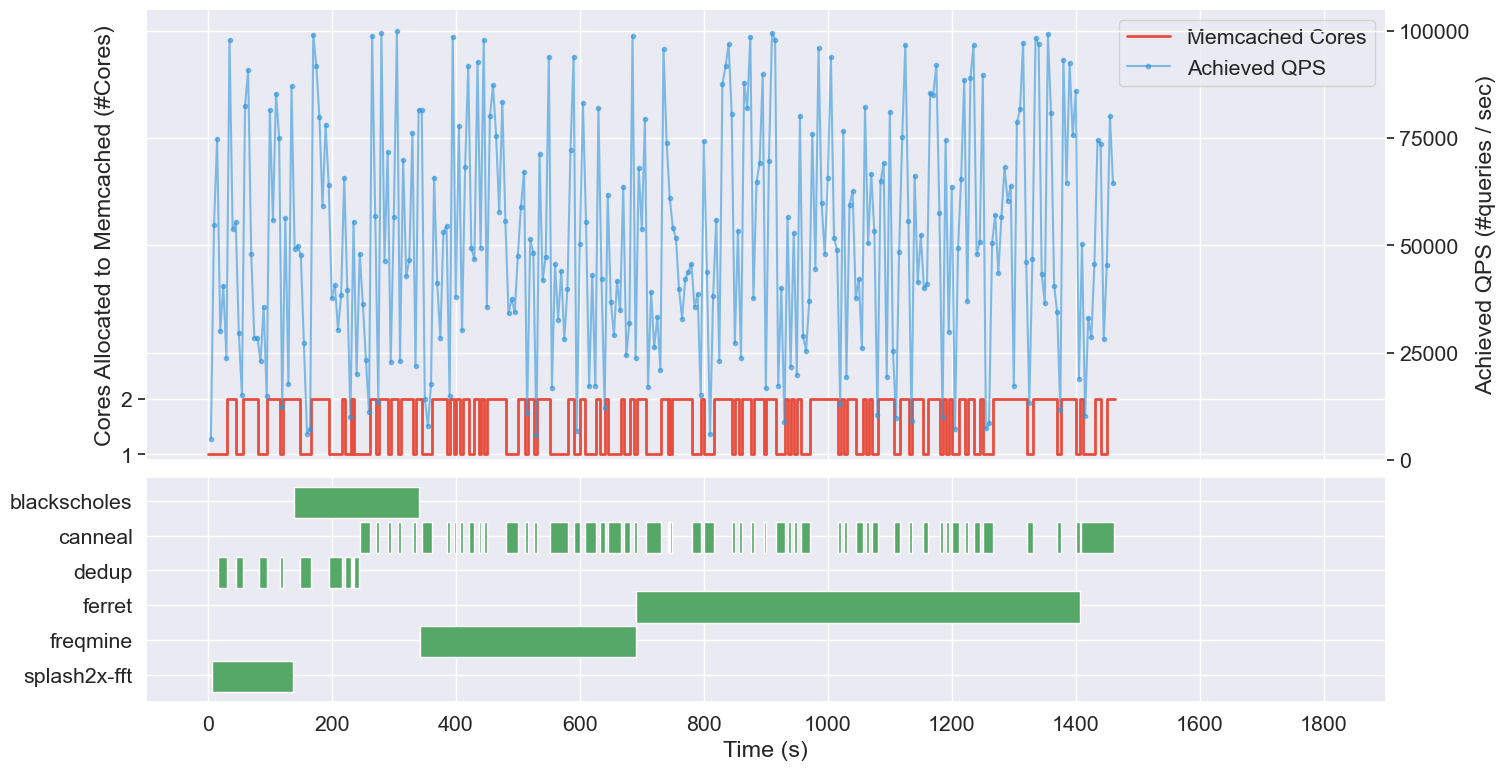 Cores Allocated to Memcached (#Cores)
2
1
Memcached Cores
Achieved QPS
100000
75000
50000
25000
0
Achieved QPS (#queries / sec)
blackscholes
canneal
dedup
ferret
freqmine
splash2x-fft
0 200 400 600 800 1000 1200 1400 1600 1800
Time (s)